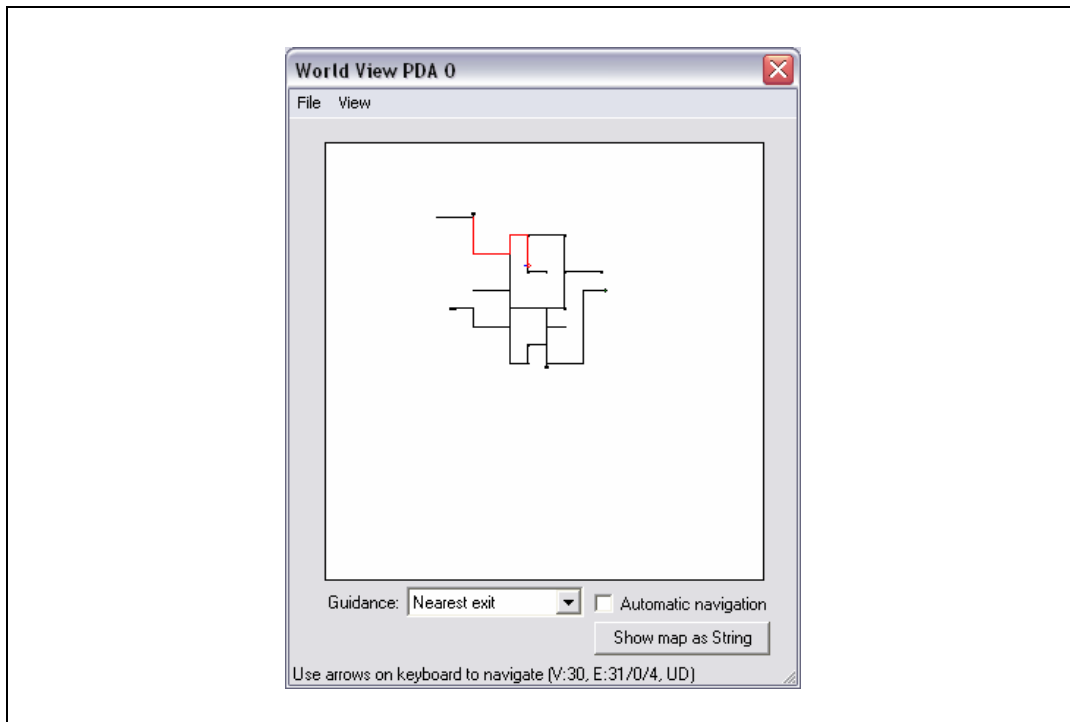 World View PDA 0
File View
Guidance: Nearest exit Automatic navigation
Show map as String
Use arrows on keyboard to navigate (V:30, E:31/0/4, UD)